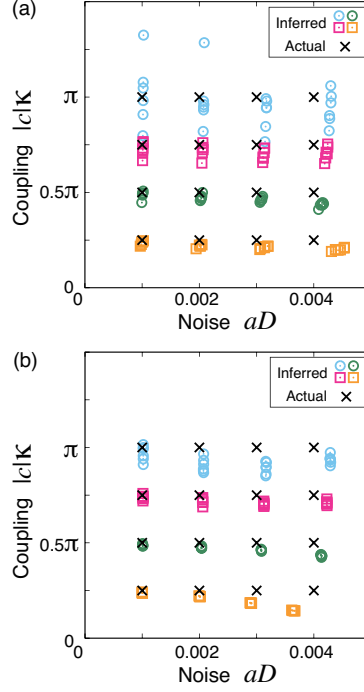 (a)
Coupling |c|κ
π
0.5π
0
Inferred
Actual
0
0.002
0.004
Noise aD
(b)
Coupling |c|κ
π
0.5π
0
Inferred
Actual
0
0.002
0.004
Noise aD